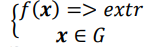 f(x) => extr
x ∈ G